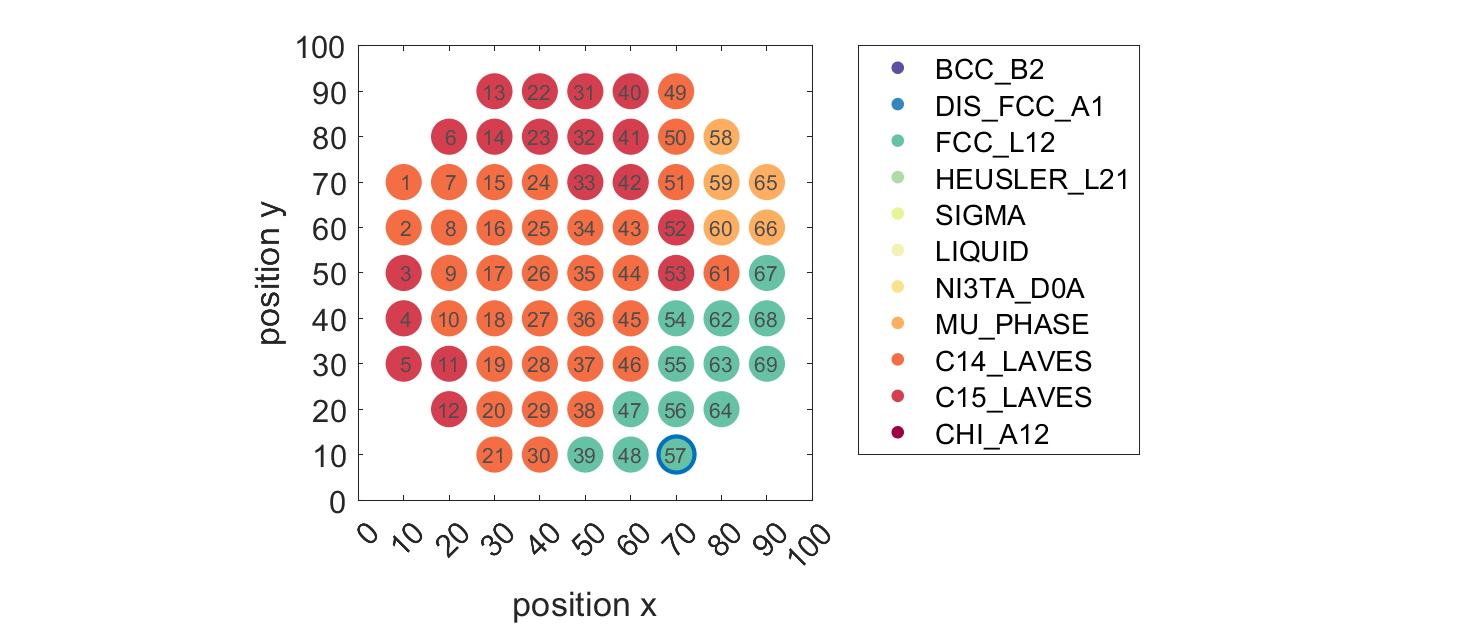 100
90
80
70
60
50
40
30
20
10
0
position y
13 22 31 40 49
6 14 23 32 41 50 58
1 7 15 24 33 42 51 59 65
2 8 16 25 34 43 52 60 66
3 9 17 26 35 44 53 61 67
4 10 18 27 36 45 54 62 68
5 11 19 28 37 46 55 63 69
12 20 29 38 47 56 64
21 30 39 48 57
0 10 20 30 40 50 60 70 80 90 100
position x
BCC_B2
DIS_FCC_A1
FCC_L12
HEUSLER_L21
SIGMA
LIQUID
NI3TA_D0A
MU_PHASE
C14_LAVES
C15_LAVES
CHI_A12